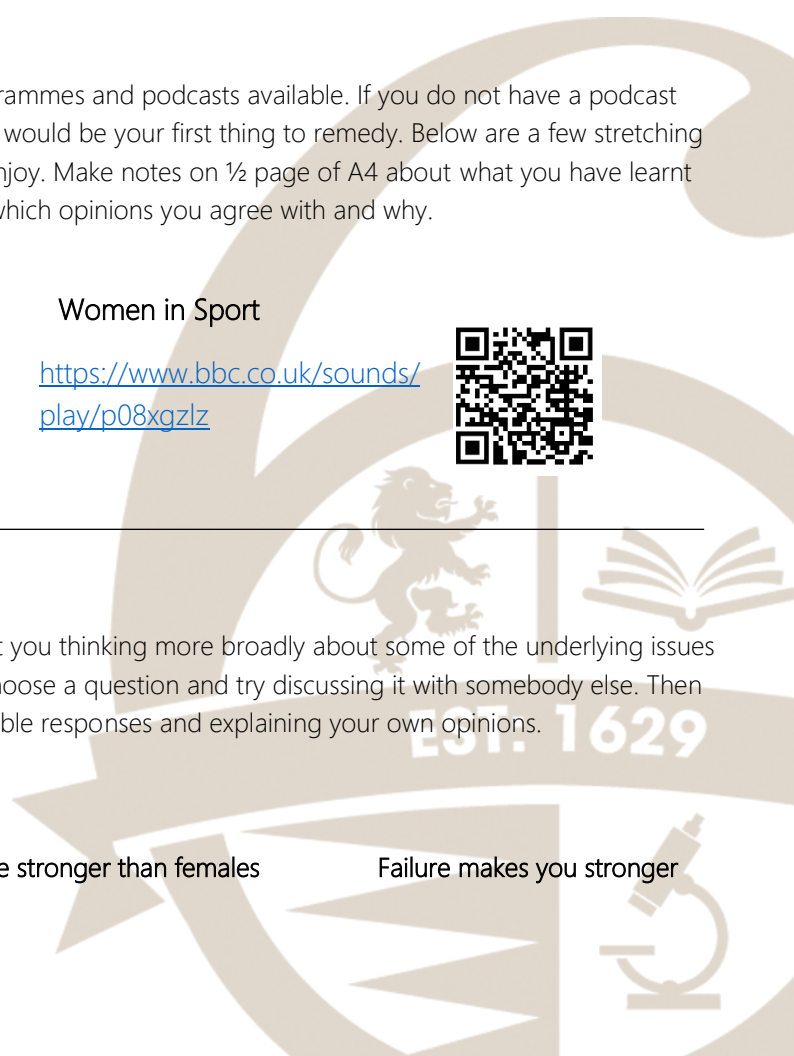 rammes and podcasts available. If you do not have a podcast
would be your first thing to remedy. Below are a few stretching
njoy. Make notes on ½ page of A4 about what you have learnt
which opinions you agree with and why.
Women in Sport
https://www.bbc.co.uk/sounds/
play/p08xgzlz
t you thinking more broadly about some of the underlying issues
hoose a question and try discussing it with somebody else. Then
ble responses and explaining your own opinions.
EST. 1629
e stronger than females
Failure makes you stronger